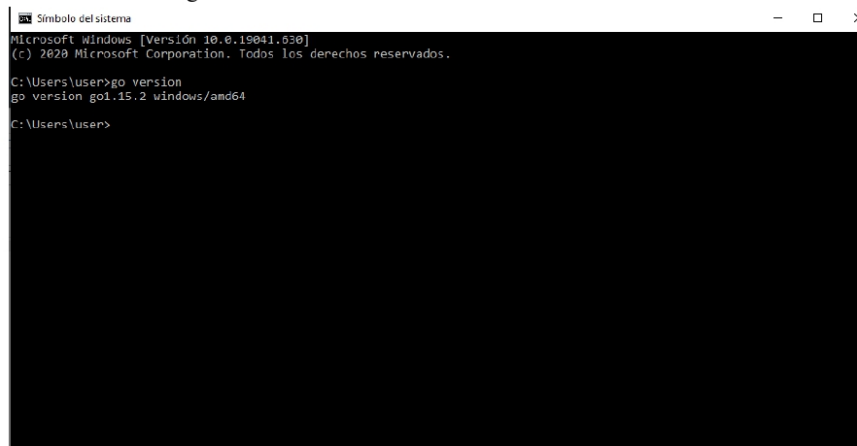 Símbolo del sistema
Microsoft Windows [Versión 10.0.19041.630]
(c) 2020 Microsoft Corporation. Todos los derechos reservados.
C:\Users\user>go version
go version go1.15.2 windows/amd64
C:\Users\user>